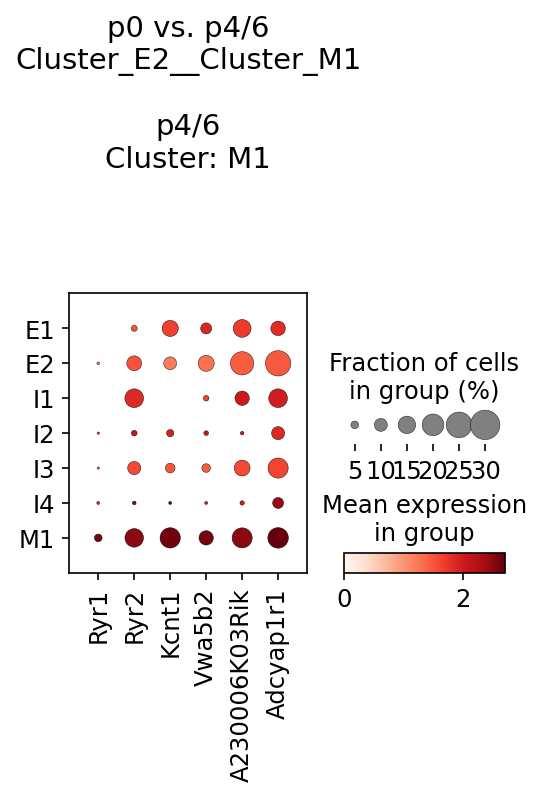 p0 vs. p4/6
Cluster_E2__Cluster_M1
p4/6
Cluster: M1
E1
E2
I1
I2
I3
I4
M1
Ryr1
Ryr2
Kcnt1
Vwa5b2
A230006K03Rik
Adcyap1r1
Fraction of cells
in group (%)
5 10 15 20 25 30
Mean expression
in group
0 2